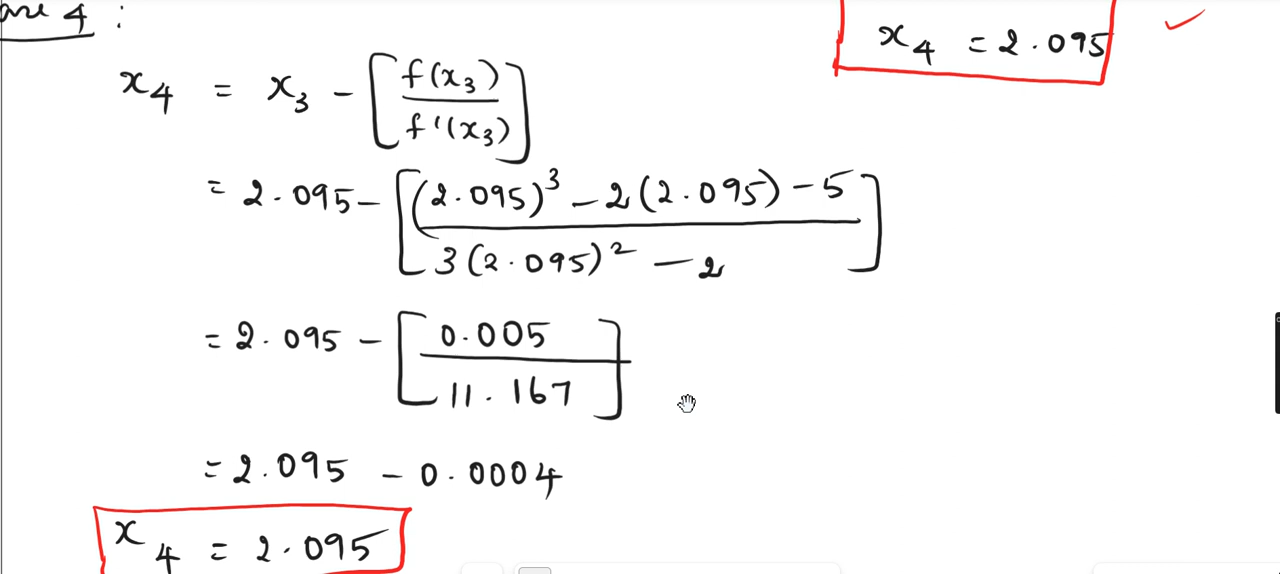 4 :
x₄ = 2.095
x₄ = x₃ - [f(x₃) / f'(x₃)]
= 2.095 - [((2.095)³ - 2(2.095) - 5) / (3(2.095)² - 2)]
= 2.095 - [0.005 / 11.167]
= 2.095 - 0.0004
x₄ = 2.095